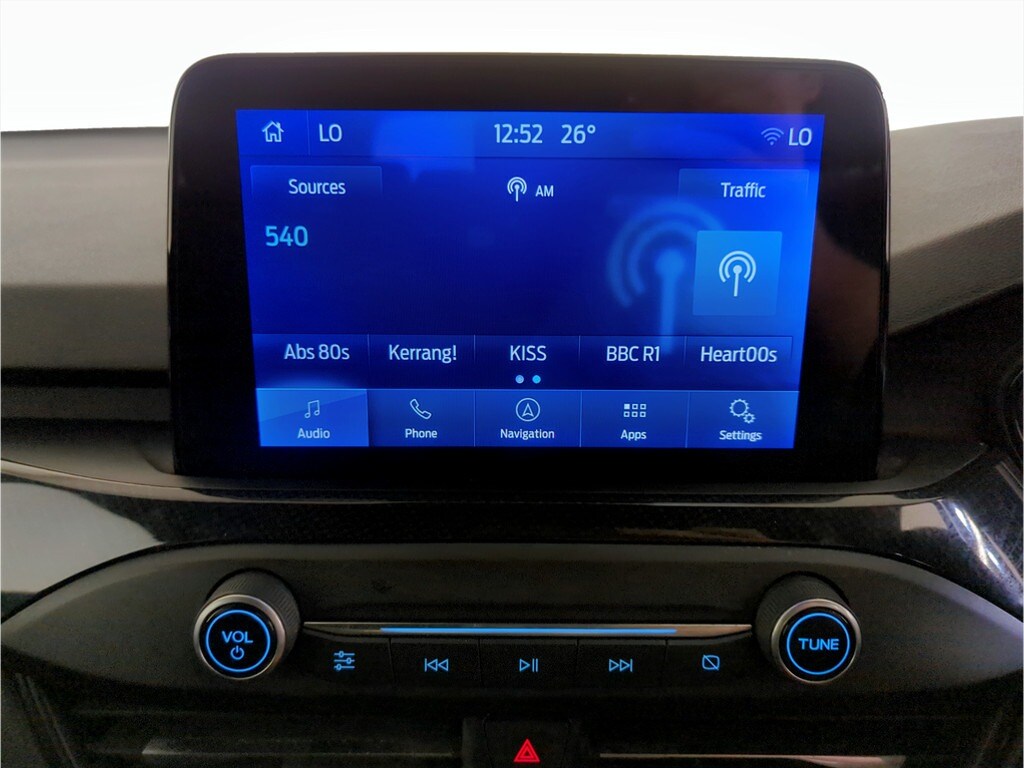 LO 12:52 26° LO
Sources AM Traffic
540
Abs 80s Kerrang! KISS BBC R1 Heart00s
Audio Phone Navigation Apps Settings
VOL TUNE